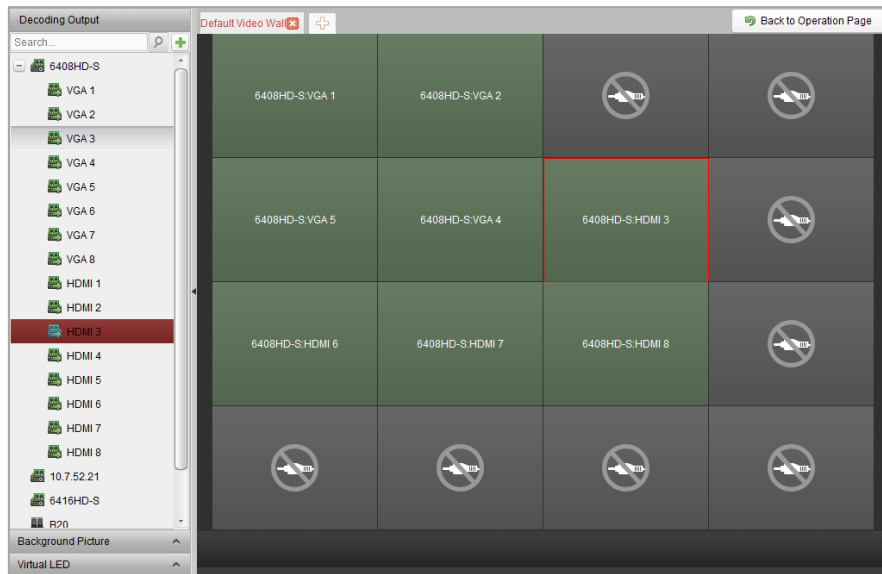 Decoding Output
Search...
6408HD-S
VGA 1
VGA 2
VGA 3
VGA 4
VGA 5
VGA 6
VGA 7
VGA 8
HDMI 1
HDMI 2
HDMI 3
HDMI 4
HDMI 5
HDMI 6
HDMI 7
HDMI 8
10.7.52.21
6416HD-S
B20
Background Picture
Virtual LED
Default Video Wall
Back to Operation Page
6408HD-S:VGA 1
6408HD-S:VGA 2
6408HD-S:VGA 5
6408HD-S:VGA 4
6408HD-S:HDMI 3
6408HD-S:HDMI 6
6408HD-S:HDMI 7
6408HD-S:HDMI 8